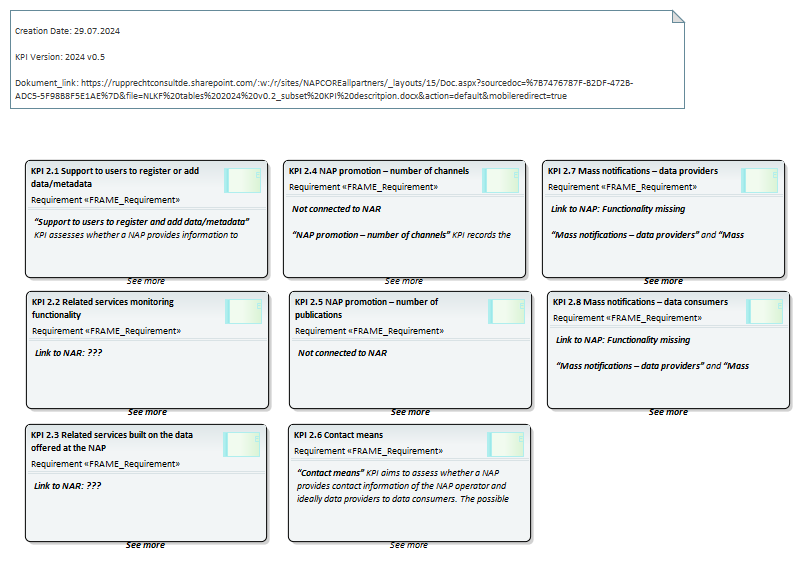 Creation Date: 29.07.2024
KPI Version: 2024 v0.5
Dokument_link: https://rupprechtconsultde.sharepoint.com/:w:/r/sites/NAPCOREallpartners/_layouts/15/Doc.aspx?sourcedoc=%7B7476787F-B2DF-472B-
ADC5-5F98B8F5E1AE%7D&file=NLKF%20tables%202024%20v0.2_subset%20KPI%20descritpion.docx&action=default&mobileredirect=true
KPI 2.1 Support to users to register or add
data/metadata
Requirement «FRAME_Requirement»
“Support to users to register and add data/metadata”
KPI assesses whether a NAP provides information to
See more
KPI 2.4 NAP promotion – number of channels
Requirement «FRAME_Requirement»
Not connected to NAR
“NAP promotion – number of channels” KPI records the
See more
KPI 2.7 Mass notifications – data providers
Requirement «FRAME_Requirement»
Link to NAP: Functionality missing
“Mass notifications – data providers” and “Mass
See more
KPI 2.2 Related services monitoring
functionality
Requirement «FRAME_Requirement»
Link to NAR: ???
See more
KPI 2.5 NAP promotion – number of
publications
Requirement «FRAME_Requirement»
Not connected to NAR
See more
KPI 2.8 Mass notifications – data consumers
Requirement «FRAME_Requirement»
Link to NAP: Functionality missing
“Mass notifications – data providers” and “Mass
See more
KPI 2.3 Related services built on the data
offered at the NAP
Requirement «FRAME_Requirement»
Link to NAR: ???
See more
KPI 2.6 Contact means
Requirement «FRAME_Requirement»
“Contact means” KPI aims to assess whether a NAP
provides contact information of the NAP operator and
ideally data providers to data consumers. The possible
See more